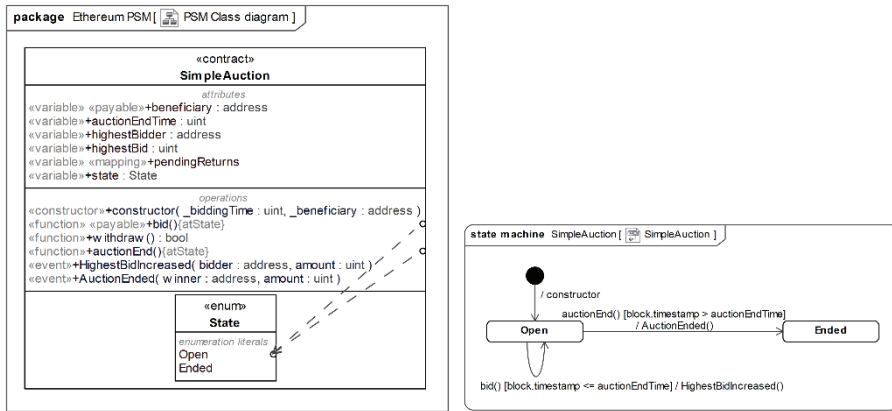 package Ethereum PSM [ PSM Class diagram ]
«contract»
SimpleAuction
attributes
«variable» «payable»+beneficiary : address
«variable»+auctionEndTime : uint
«variable»+highestBidder : address
«variable»+highestBid : uint
«variable» «mapping»+pendingReturns
«variable»+state : State
operations
«constructor»+constructor( _biddingTime : uint, _beneficiary : address )
«function» «payable»+bid(){atState}
«function»+withdraw() : bool
«function»+auctionEnd(){atState}
«event»+HighestBidIncreased( bidder : address, amount : uint )
«event»+AuctionEnded( winner : address, amount : uint )
«enum»
State
enumeration literals
Open
Ended
state machine SimpleAuction [ SimpleAuction ]
/ constructor
auctionEnd() [block.timestamp > auctionEndTime]
/ AuctionEnded()
Open
Ended
bid() [block.timestamp <= auctionEndTime] / HighestBidIncreased()